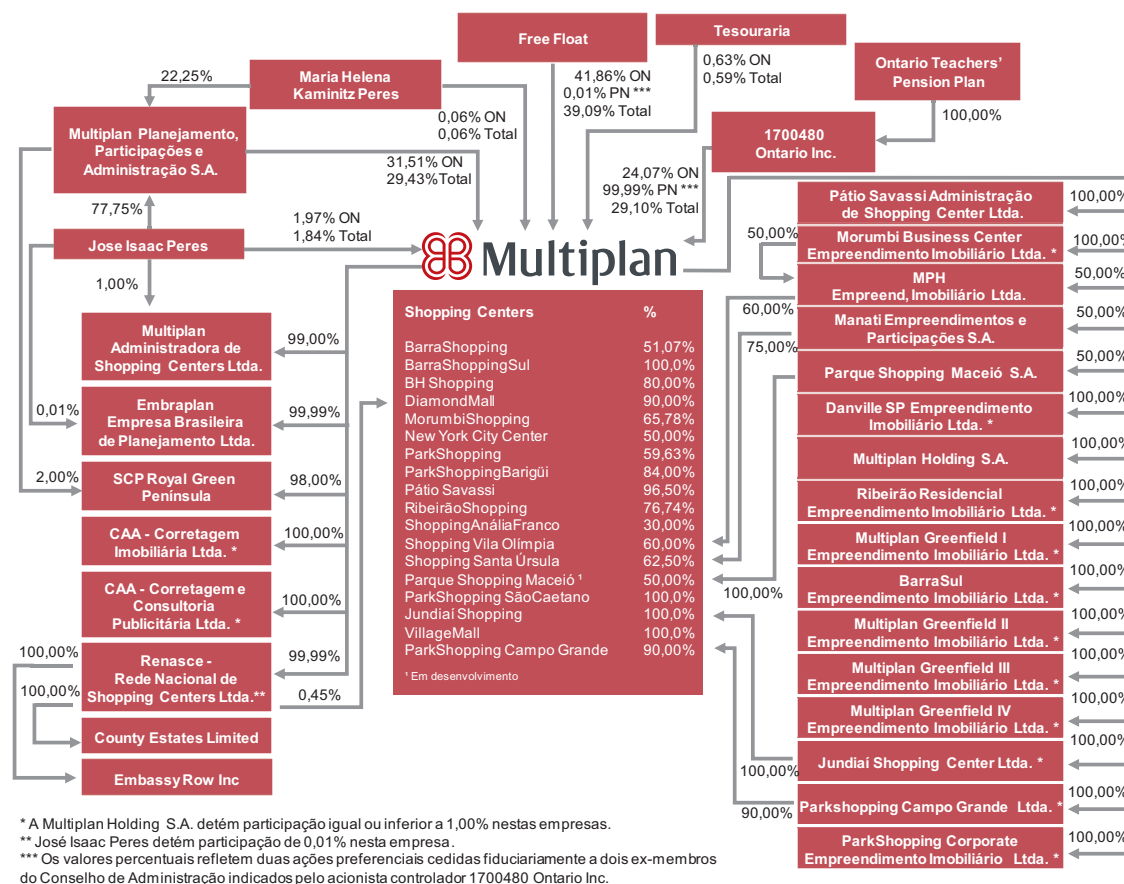 Free Float
Tesouraria
Maria Helena
Kaminitz Peres
Ontario Teachers'
Pension Plan
22,25%
41,86% ON
0,01% PN ***
39,09% Total
0,63% ON
0,59% Total
100,00%
Multiplan Planejamento,
Participações e
Administração S.A.
0,06% ON
0,06% Total
1700480
Ontario Inc.
31,51% ON
29,43% Total
24,07% ON
99,99% PN ***
29,10% Total
77,75%
Jose Isaac Peres
1,97% ON
1,84% Total
1,00%
Multiplan
Shopping Centers %
BarraShopping 51,07%
BarraShoppingSul 100,0%
BH Shopping 80,00%
DiamondMall 90,00%
MorumbiShopping 65,78%
New York City Center 50,00%
ParkShopping 59,63%
ParkShoppingBarigüi 84,00%
Pátio Savassi 96,50%
RibeirãoShopping 76,74%
ShoppingAnáliaFranco 30,00%
Shopping Vila Olímpia 60,00%
Shopping Santa Úrsula 62,50%
Parque Shopping Maceió ¹ 50,00%
ParkShopping SãoCaetano 100,0%
Jundiaí Shopping 100,0%
VillageMall 100,0%
ParkShopping Campo Grande 90,00%
¹ Em desenvolvimento
Multiplan
Administradora de
Shopping Centers Ltda.
99,00%
0,01%
Embraplan
Empresa Brasileira
de Planejamento Ltda.
99,99%
2,00%
SCP Royal Green
Península
98,00%
CAA - Corretagem
Imobiliária Ltda. *
100,00%
CAA - Corretagem e
Consultoria
Publicitária Ltda. *
100,00%
100,00%
Renasce -
Rede Nacional de
Shopping Centers Ltda.**
99,99%
0,45%
100,00%
County Estates Limited
Embassy Row Inc
Pátio Savassi Administração
de Shopping Center Ltda.
100,00%
50,00%
Morumbi Business Center
Empreendimento Imobiliário Ltda. *
100,00%
MPH
Empreend, Imobiliário Ltda.
50,00%
60,00%
Manati Empreendimentos e
Participações S.A.
50,00%
75,00%
Parque Shopping Maceió S.A.
50,00%
100,00%
Danville SP Empreendimento
Imobiliário Ltda. *
100,00%
Multiplan Holding S.A.
100,00%
Ribeirão Residencial
Empreendimento Imobiliário Ltda. *
100,00%
Multiplan Greenfield I
Empreendimento Imobiliário Ltda. *
100,00%
BarraSul
Empreendimento Imobiliário Ltda. *
100,00%
Multiplan Greenfield II
Empreendimento Imobiliário Ltda. *
100,00%
Multiplan Greenfield III
Empreendimento Imobiliário Ltda. *
100,00%
Multiplan Greenfield IV
Empreendimento Imobiliário Ltda. *
100,00%
Jundiaí Shopping Center Ltda. *
100,00%
100,00%
Parkshopping Campo Grande Ltda. *
100,00%
90,00%
ParkShopping Corporate
Empreendimento Imobiliário Ltda. *
100,00%
* A Multiplan Holding S.A. detém participação igual ou inferior a 1,00% nestas empresas.
** José Isaac Peres detém participação de 0,01% nesta empresa.
*** Os valores percentuais refletem duas ações preferenciais cedidas fiduciariamente a dois ex-membros
do Conselho de Administração indicados pelo acionista controlador 1700480 Ontario Inc.